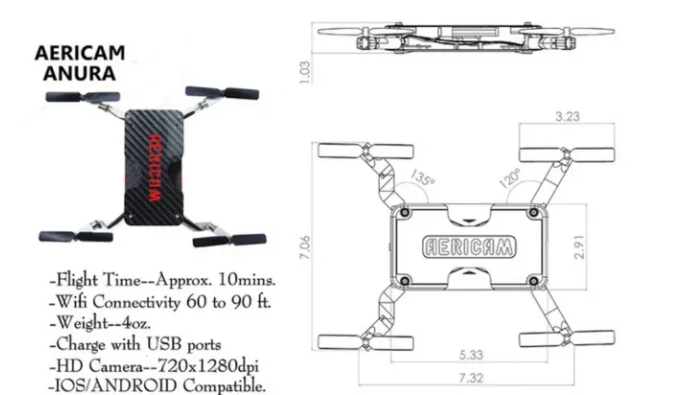 AERICAM
ANURA
AERICAM
-Flight Time--Approx. 10mins.
-Wifi Connectivity 60 to 90 ft.
-Weight--4oz.
-Charge with USB ports
-HD Camera--720x1280dpi
-IOS/ANDROID Compatible.
1.03
3.23
135°
120°
7.06
AERICAM
2.91
5.33
7.32